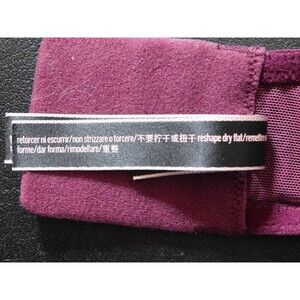 retorcer ni escurrir/non strizzare o torcere/不要拧干或扭干 reshape dry flat/remettre
forme/dar forma/rimodellare/重整